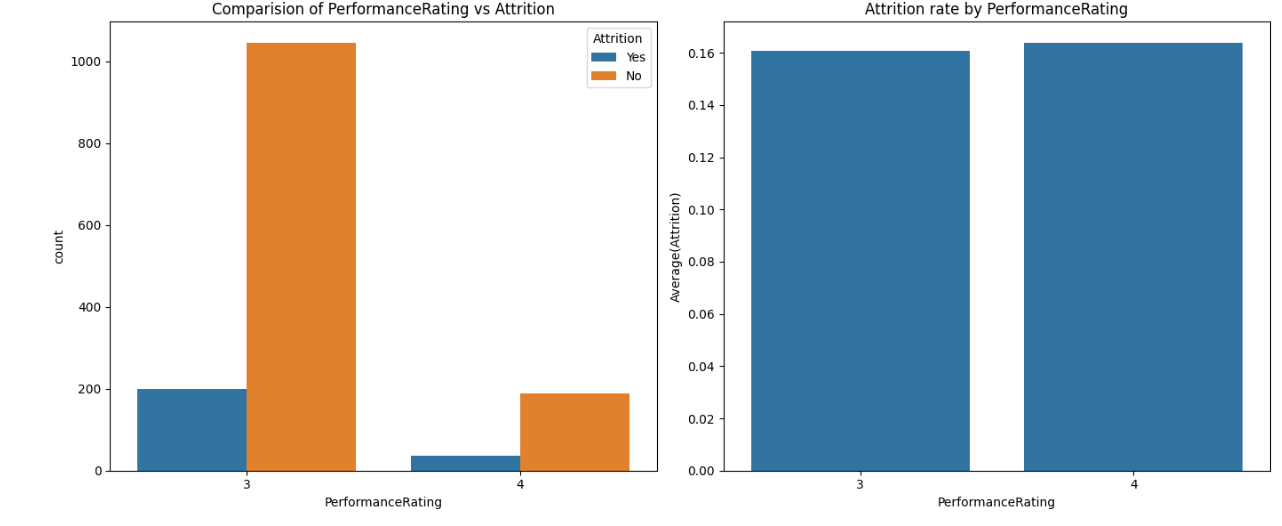 Comparision of PerformanceRating vs Attrition
Attrition
Yes
No
1000
800
600
400
200
0
count
3
4
PerformanceRating
Attrition rate by PerformanceRating
0.16
0.14
0.12
0.10
0.08
0.06
0.04
0.02
0.00
Average(Attrition)
3
4
PerformanceRating